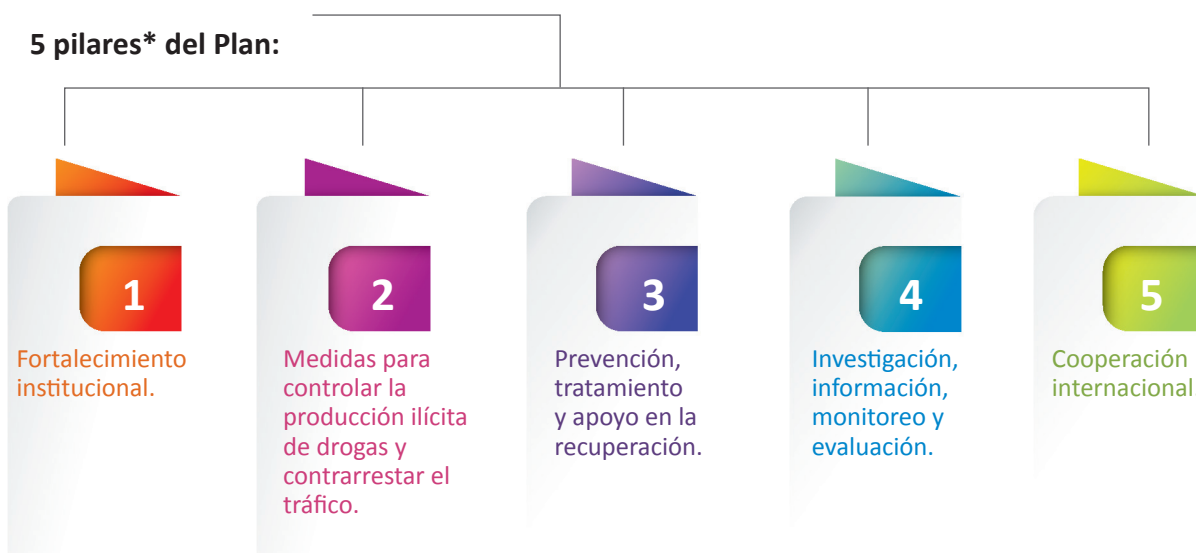 5 pilares* del Plan:
1
Fortalecimiento
institucional.
2
Medidas para
controlar la
producción ilícita
de drogas y
contrarrestar el
tráfico.
3
Prevención,
tratamiento
y apoyo en la
recuperación.
4
Investigación,
información,
monitoreo y
evaluación.
5
Cooperación
internacional